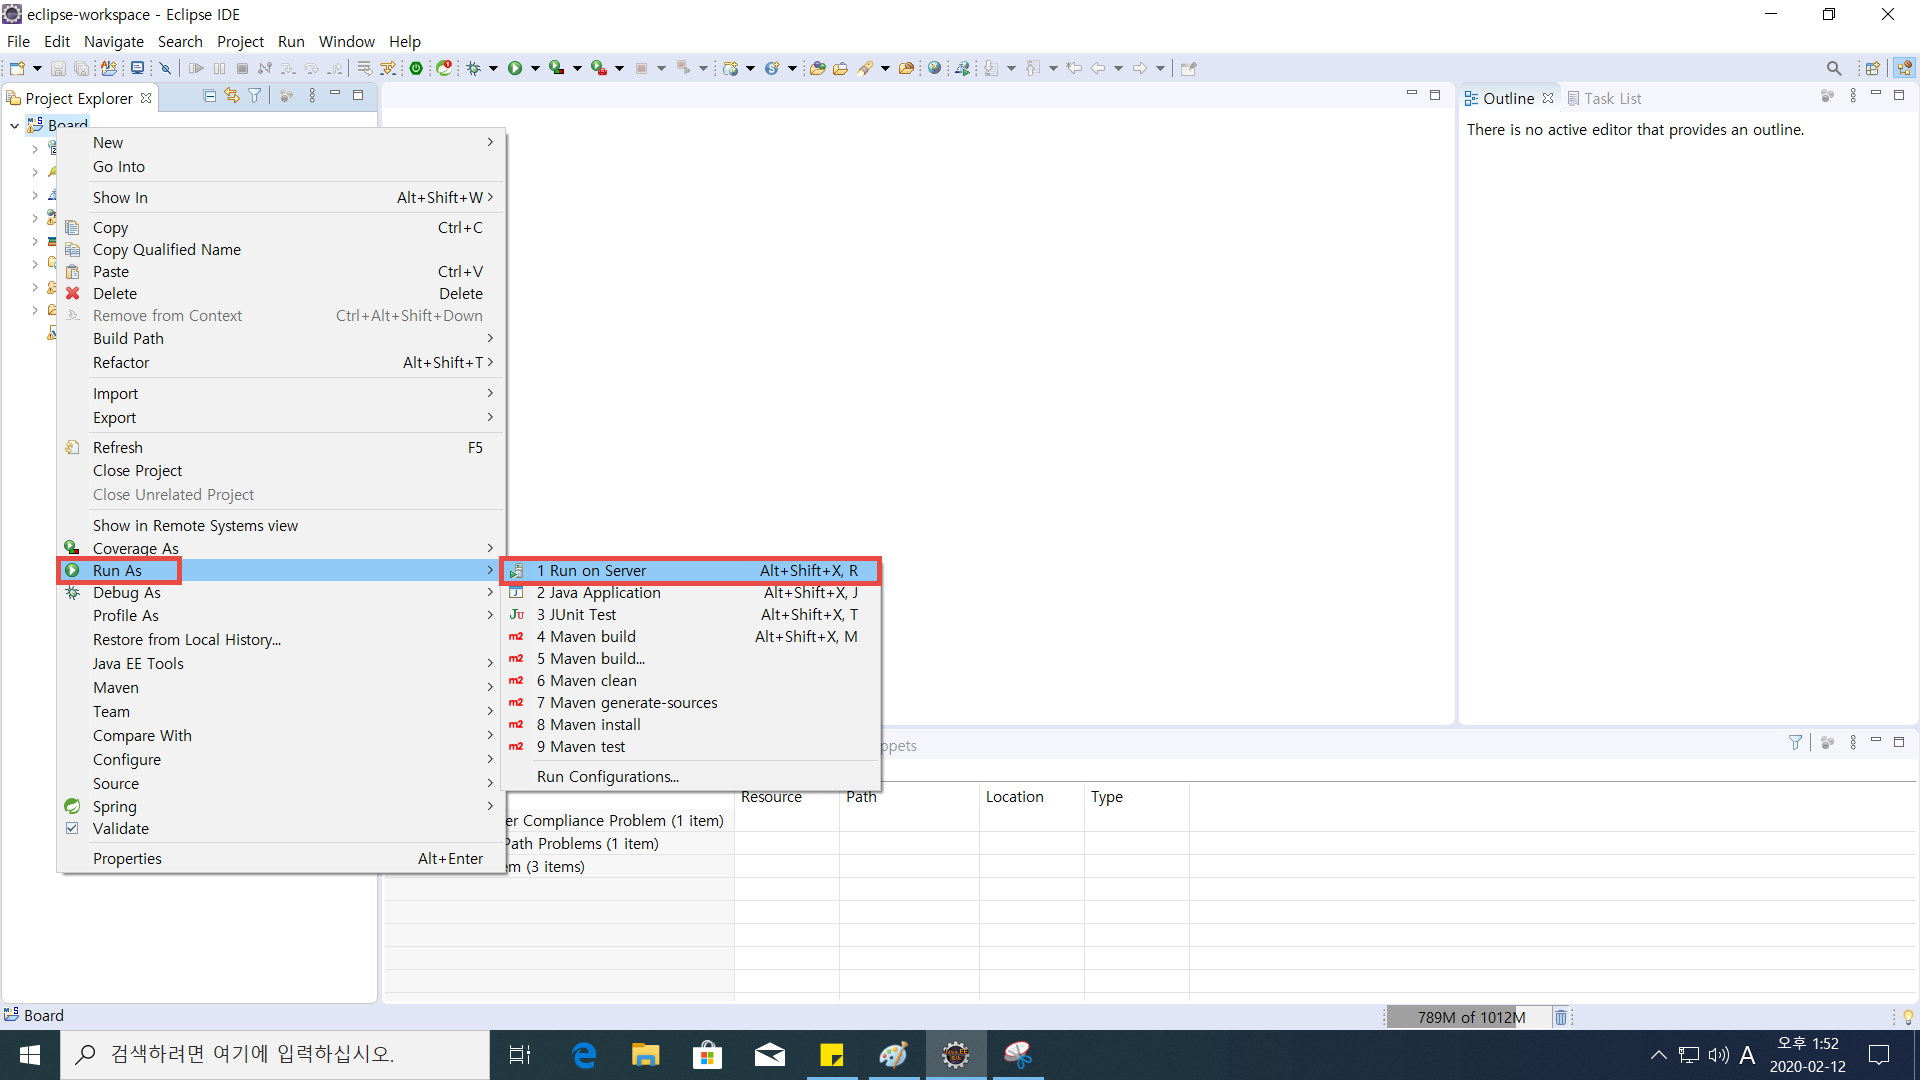 eclipse-workspace - Eclipse IDE
File Edit Navigate Search Project Run Window Help
Project Explorer
Outline Task List
There is no active editor that provides an outline.
Board
New
Go Into
Show In Alt+Shift+W
Copy Ctrl+C
Copy Qualified Name
Paste Ctrl+V
Delete Delete
Remove from Context Ctrl+Alt+Shift+Down
Build Path
Refactor Alt+Shift+T
Import
Export
Refresh F5
Close Project
Close Unrelated Project
Show in Remote Systems view
Coverage As
Run As
Debug As
Profile As
Restore from Local History...
Java EE Tools
Maven
Team
Compare With
Configure
Source
Spring
Validate
Properties Alt+Enter
1 Run on Server Alt+Shift+X, R
2 Java Application Alt+Shift+X, J
3 JUnit Test Alt+Shift+X, T
4 Maven build Alt+Shift+X, M
5 Maven build...
6 Maven clean
7 Maven generate-sources
8 Maven install
9 Maven test
Run Configurations...
ppets
Resource Path Location Type
er Compliance Problem (1 item)
Path Problems (1 item)
em (3 items)
Board
789M of 1012M
검색하려면 여기에 입력하십시오.
A
오후 1:52
2020-02-12